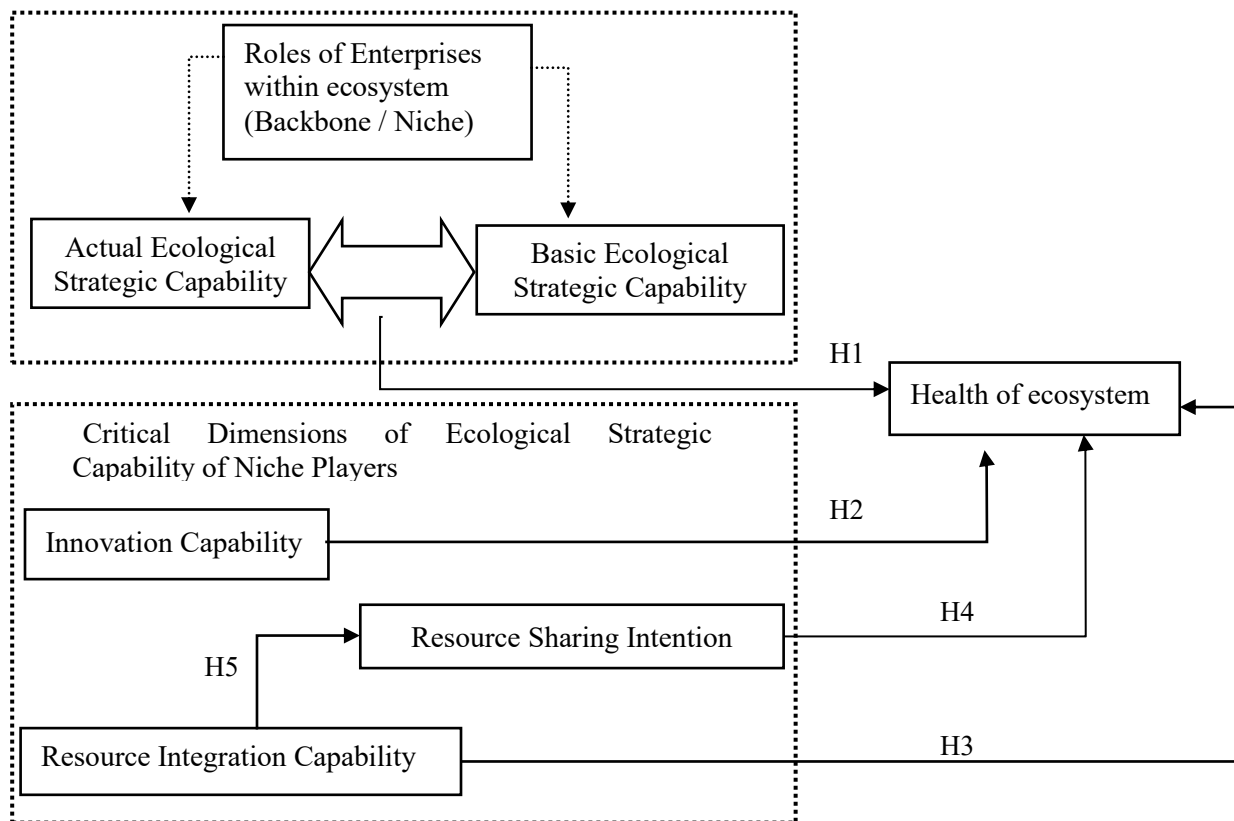 Roles of Enterprises
within ecosystem
(Backbone / Niche)
Actual Ecological
Strategic Capability
Basic Ecological
Strategic Capability
H1
Health of ecosystem
Critical Dimensions of Ecological Strategic
Capability of Niche Players
H2
Innovation Capability
H4
Resource Sharing Intention
H5
H3
Resource Integration Capability